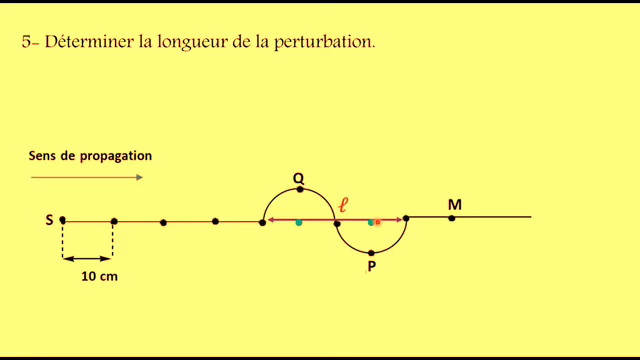 5- Déterminer la longueur de la perturbation.
Sens de propagation
Q
ℓ
M
S
P
10 cm